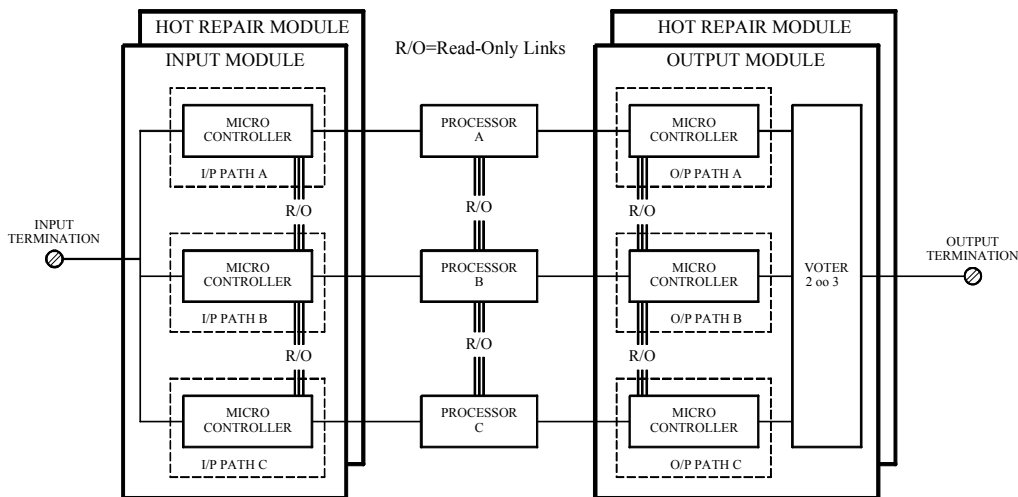 HOT REPAIR MODULE
INPUT MODULE
R/O=Read-Only Links
HOT REPAIR MODULE
OUTPUT MODULE
MICRO
CONTROLLER
I/P PATH A
PROCESSOR
A
MICRO
CONTROLLER
O/P PATH A
R/O
R/O
R/O
INPUT
TERMINATION
MICRO
CONTROLLER
I/P PATH B
PROCESSOR
B
MICRO
CONTROLLER
O/P PATH B
VOTER
2 oo 3
OUTPUT
TERMINATION
R/O
R/O
R/O
MICRO
CONTROLLER
I/P PATH C
PROCESSOR
C
MICRO
CONTROLLER
O/P PATH C